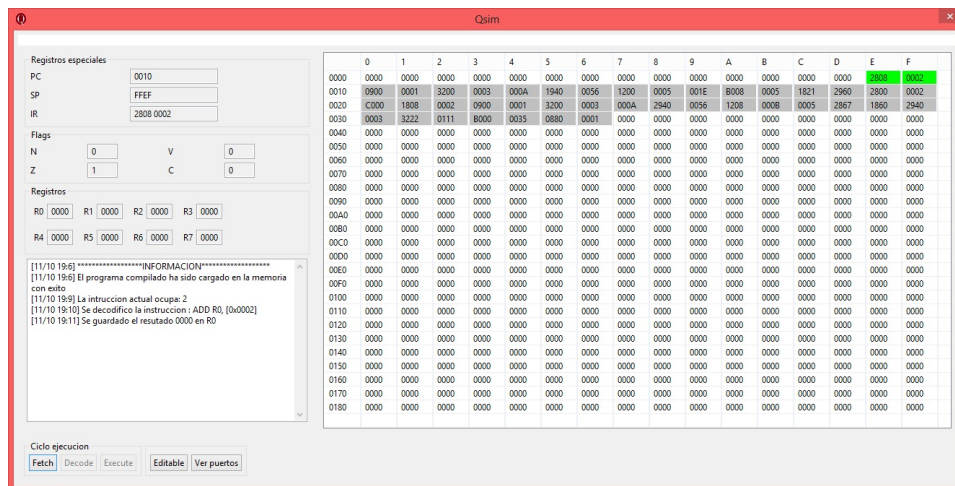 Qsim
Registros especiales
PC 0010
SP FFEF
IR 2808 0002
Flags
N 0 V 0
Z 1 C 0
Registros
R0 0000 R1 0000 R2 0000 R3 0000
R4 0000 R5 0000 R6 0000 R7 0000
[11/10 19:6] ******************INFORMACION*******************
[11/10 19:6] El programa compilado ha sido cargado en la memoria
con exito
[11/10 19:9] La intruccion actual ocupa: 2
[11/10 19:10] Se decodifico la instruccion : ADD R0, [0x0002]
[11/10 19:11] Se guardado el resutado 0000 en R0
0 1 2 3 4 5 6 7 8 9 A B C D E F
0000 0000 0000 0000 0000 0000 0000 0000 0000 0000 0000 0000 0000 0000 0000 2808 0002
0010 0900 0001 3200 0003 000A 1940 0056 1200 0005 001E B008 0005 1821 2960 2800 0002
0020 C000 1808 0002 0900 0001 3200 0003 000A 2940 0056 1208 000B 0005 2867 1860 2940
0030 0003 3222 0111 B000 0035 0880 0001 0000 0000 0000 0000 0000 0000 0000 0000 0000
0040 0000 0000 0000 0000 0000 0000 0000 0000 0000 0000 0000 0000 0000 0000 0000 0000
0050 0000 0000 0000 0000 0000 0000 0000 0000 0000 0000 0000 0000 0000 0000 0000 0000
0060 0000 0000 0000 0000 0000 0000 0000 0000 0000 0000 0000 0000 0000 0000 0000 0000
0070 0000 0000 0000 0000 0000 0000 0000 0000 0000 0000 0000 0000 0000 0000 0000 0000
0080 0000 0000 0000 0000 0000 0000 0000 0000 0000 0000 0000 0000 0000 0000 0000 0000
0090 0000 0000 0000 0000 0000 0000 0000 0000 0000 0000 0000 0000 0000 0000 0000 0000
00A0 0000 0000 0000 0000 0000 0000 0000 0000 0000 0000 0000 0000 0000 0000 0000 0000
00B0 0000 0000 0000 0000 0000 0000 0000 0000 0000 0000 0000 0000 0000 0000 0000 0000
00C0 0000 0000 0000 0000 0000 0000 0000 0000 0000 0000 0000 0000 0000 0000 0000 0000
00D0 0000 0000 0000 0000 0000 0000 0000 0000 0000 0000 0000 0000 0000 0000 0000 0000
00E0 0000 0000 0000 0000 0000 0000 0000 0000 0000 0000 0000 0000 0000 0000 0000 0000
00F0 0000 0000 0000 0000 0000 0000 0000 0000 0000 0000 0000 0000 0000 0000 0000 0000
0100 0000 0000 0000 0000 0000 0000 0000 0000 0000 0000 0000 0000 0000 0000 0000 0000
0110 0000 0000 0000 0000 0000 0000 0000 0000 0000 0000 0000 0000 0000 0000 0000 0000
0120 0000 0000 0000 0000 0000 0000 0000 0000 0000 0000 0000 0000 0000 0000 0000 0000
0130 0000 0000 0000 0000 0000 0000 0000 0000 0000 0000 0000 0000 0000 0000 0000 0000
0140 0000 0000 0000 0000 0000 0000 0000 0000 0000 0000 0000 0000 0000 0000 0000 0000
0150 0000 0000 0000 0000 0000 0000 0000 0000 0000 0000 0000 0000 0000 0000 0000 0000
0160 0000 0000 0000 0000 0000 0000 0000 0000 0000 0000 0000 0000 0000 0000 0000 0000
0170 0000 0000 0000 0000 0000 0000 0000 0000 0000 0000 0000 0000 0000 0000 0000 0000
0180 0000 0000 0000 0000 0000 0000 0000 0000 0000 0000 0000 0000 0000 0000 0000 0000
Ciclo ejecucion
Fetch Decode Execute Editable Ver puertos